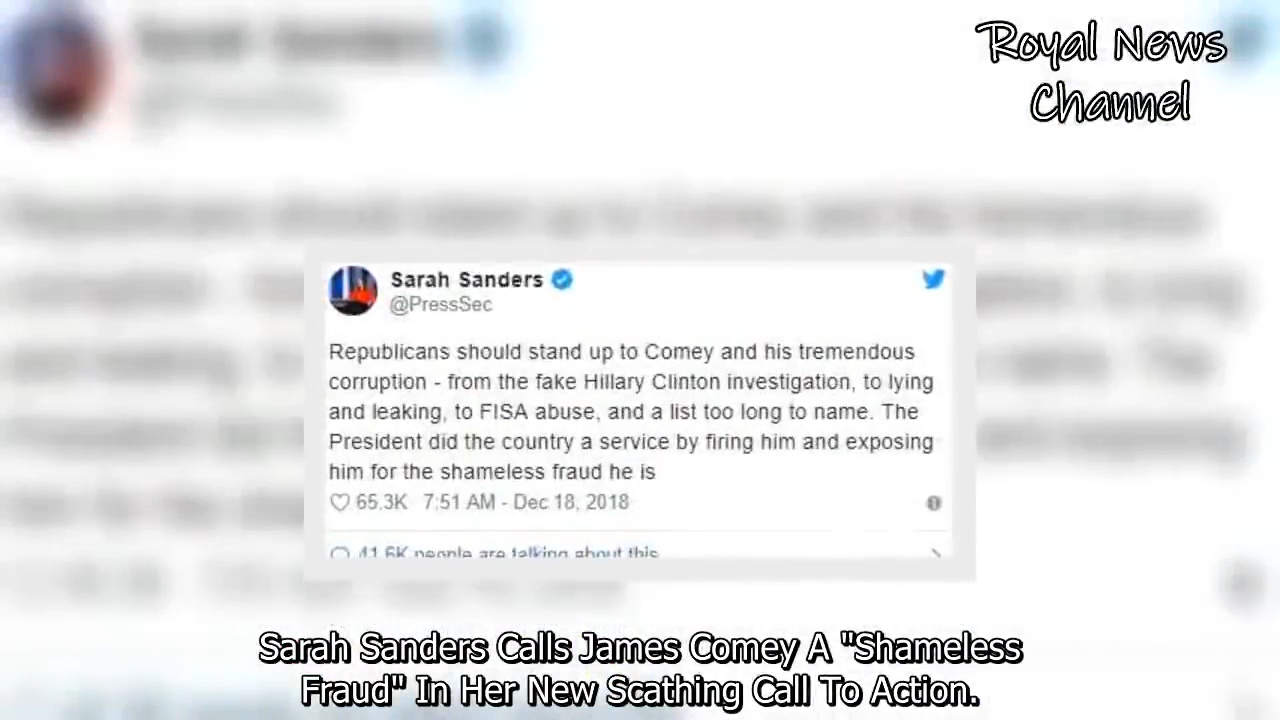 Royal News
Channel
Sarah Sanders
@PressSec
Republicans should stand up to Comey and his tremendous
corruption - from the fake Hillary Clinton investigation, to lying
and leaking, to FISA abuse, and a list too long to name. The
President did the country a service by firing him and exposing
him for the shameless fraud he is
65.3K 7:51 AM - Dec 18, 2018
41.6K people are talking about this
Sarah Sanders Calls James Comey A "Shameless
Fraud" In Her New Scathing Call To Action.